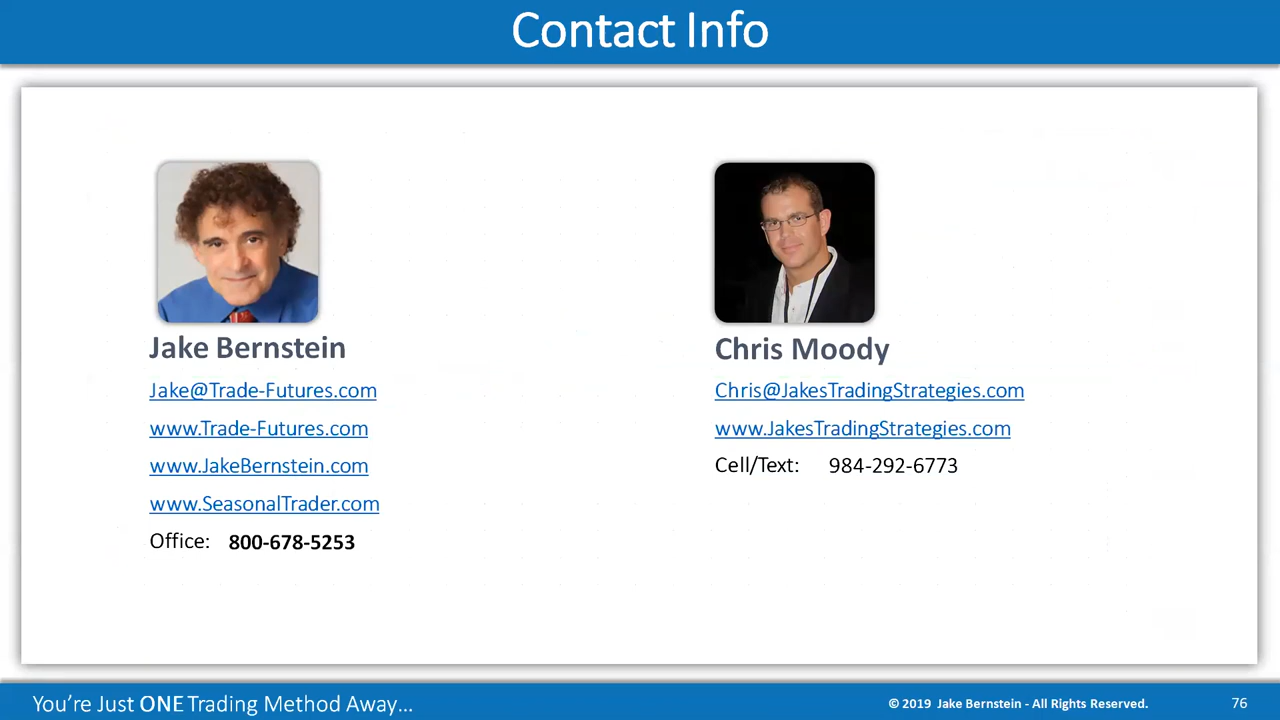 Contact Info
Jake Bernstein
Jake@Trade-Futures.com
www.Trade-Futures.com
www.JakeBernstein.com
www.SeasonalTrader.com
Office: 800-678-5253
Chris Moody
Chris@JakesTradingStrategies.com
www.JakesTradingStrategies.com
Cell/Text: 984-292-6773
You’re Just ONE Trading Method Away...
© 2019 Jake Bernstein - All Rights Reserved.
76